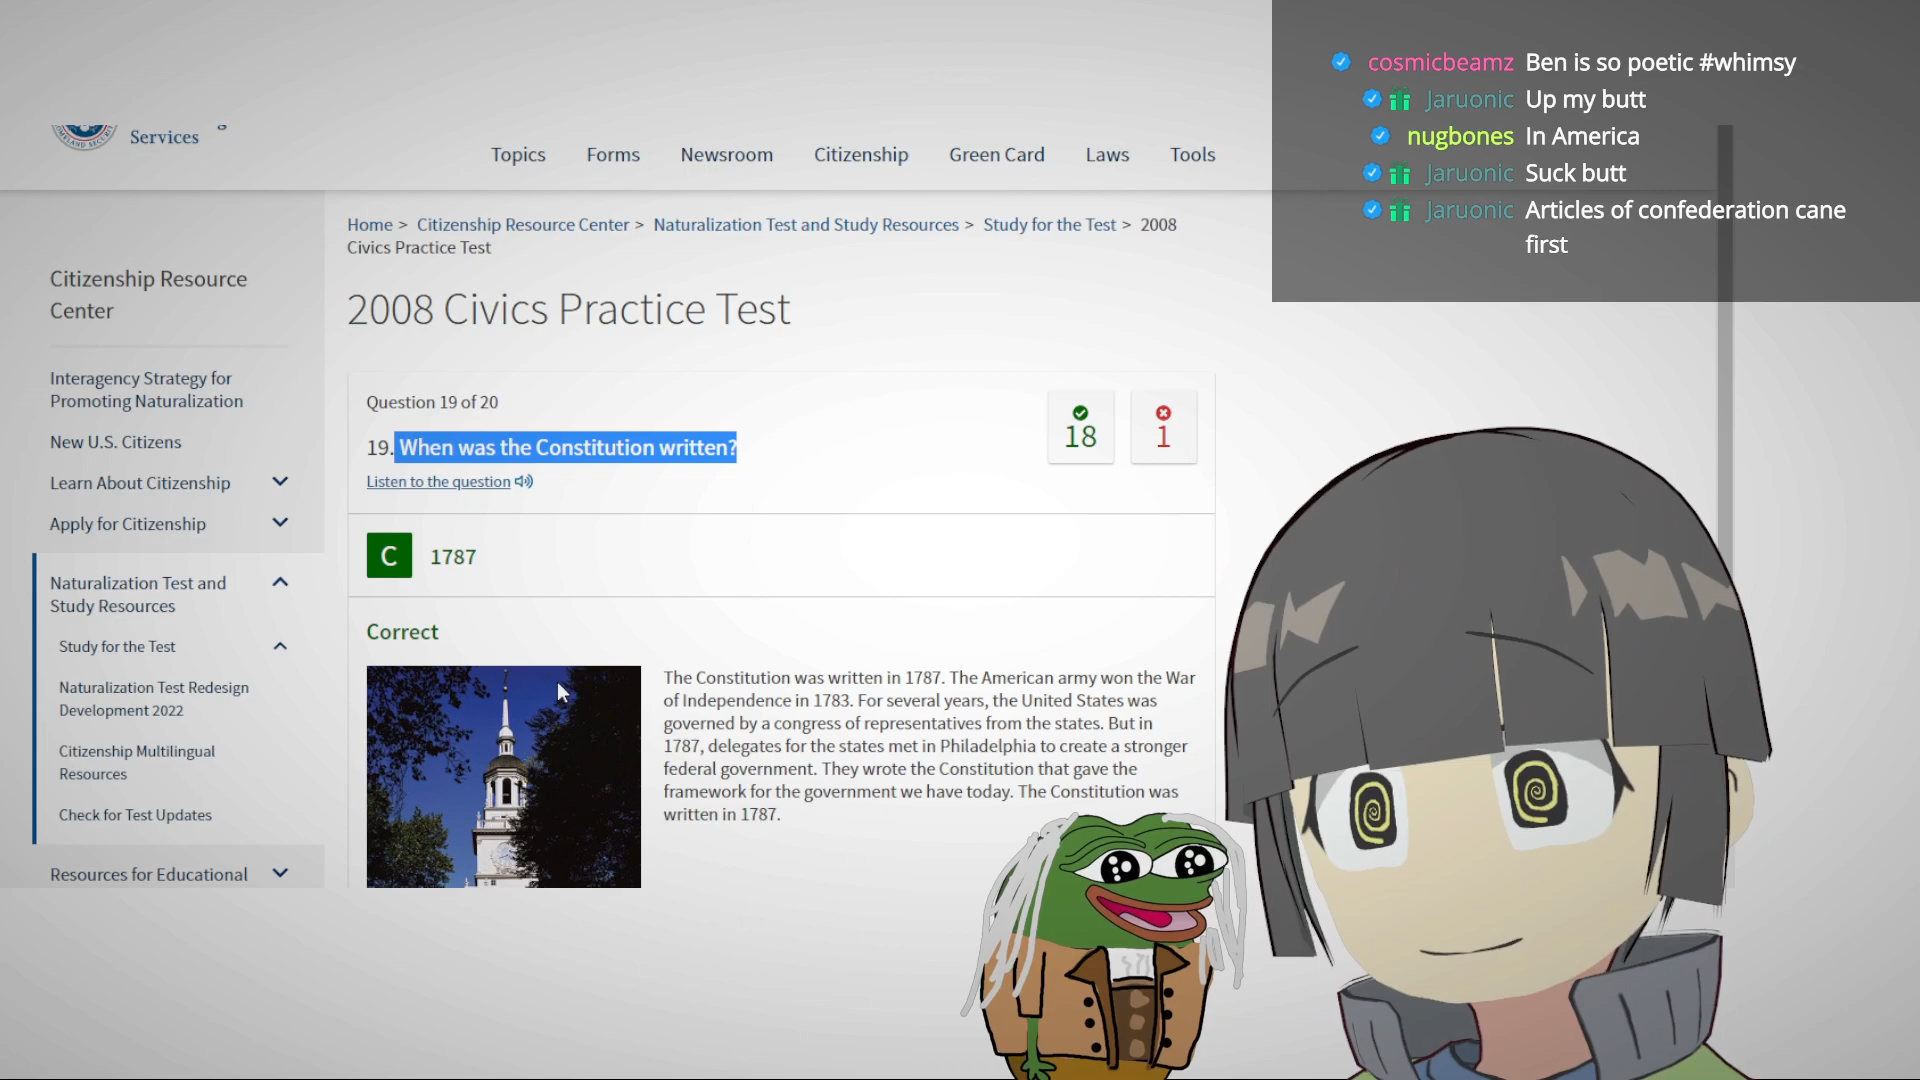 Services
Topics Forms Newsroom Citizenship Green Card Laws Tools
Home > Citizenship Resource Center > Naturalization Test and Study Resources > Study for the Test > 2008
Civics Practice Test
Citizenship Resource
Center
Interagency Strategy for
Promoting Naturalization
New U.S. Citizens
Learn About Citizenship
Apply for Citizenship
Naturalization Test and
Study Resources
Study for the Test
Naturalization Test Redesign
Development 2022
Citizenship Multilingual
Resources
Check for Test Updates
Resources for Educational
2008 Civics Practice Test
Question 19 of 20
18 1
19. When was the Constitution written?
Listen to the question
C 1787
Correct
The Constitution was written in 1787. The American army won the War
of Independence in 1783. For several years, the United States was
governed by a congress of representatives from the states. But in
1787, delegates for the states met in Philadelphia to create a stronger
federal government. They wrote the Constitution that gave the
framework for the government we have today. The Constitution was
written in 1787.
cosmicbeamz Ben is so poetic #whimsy
Jaruonic Up my butt
nugbones In America
Jaruonic Suck butt
Jaruonic Articles of confederation cane
first